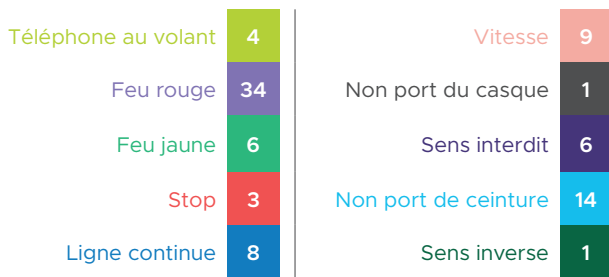 Téléphone au volant 4
Feu rouge 34
Feu jaune 6
Stop 3
Ligne continue 8
Vitesse 9
Non port du casque 1
Sens interdit 6
Non port de ceinture 14
Sens inverse 1